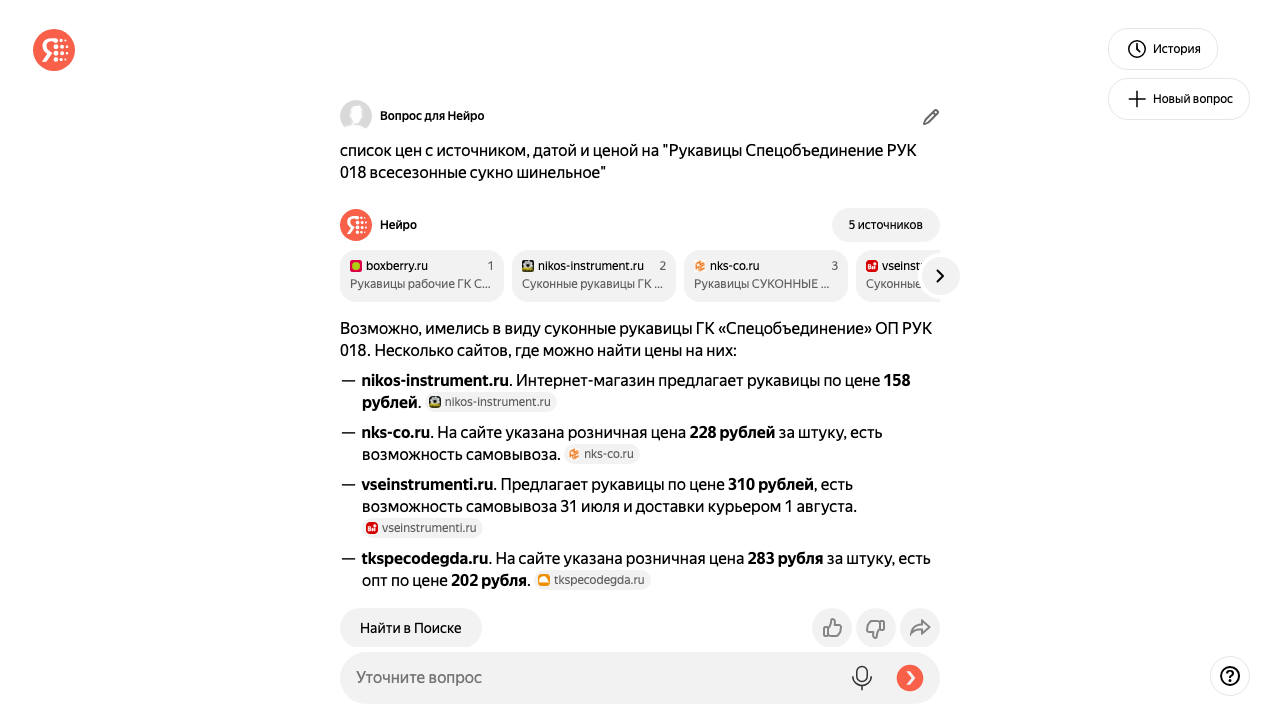 История
Новый вопрос
Вопрос для Нейро
список цен с источником, датой и ценой на "Рукавицы Спецобъединение РУК
018 всесезонные сукно шинельное"
Нейро
5 источников
boxberry.ru 1
Рукавицы рабочие ГК С...
nikos-instrument.ru 2
Суконные рукавицы ГК ...
nks-co.ru 3
Рукавицы СУКОННЫЕ ...
vseinst
Суконные
Возможно, имелись в виду суконные рукавицы ГК «Спецобъединение» ОП РУК
018. Несколько сайтов, где можно найти цены на них:
— nikos-instrument.ru. Интернет-магазин предлагает рукавицы по цене 158
рублей. nikos-instrument.ru
— nks-co.ru. На сайте указана розничная цена 228 рублей за штуку, есть
возможность самовывоза. nks-co.ru
— vseinstrumenti.ru. Предлагает рукавицы по цене 310 рублей, есть
возможность самовывоза 31 июля и доставки курьером 1 августа.
vseinstrumenti.ru
— tkspecodegda.ru. На сайте указана розничная цена 283 рубля за штуку, есть
опт по цене 202 рубля. tkspecodegda.ru
Найти в Поиске
Уточните вопрос